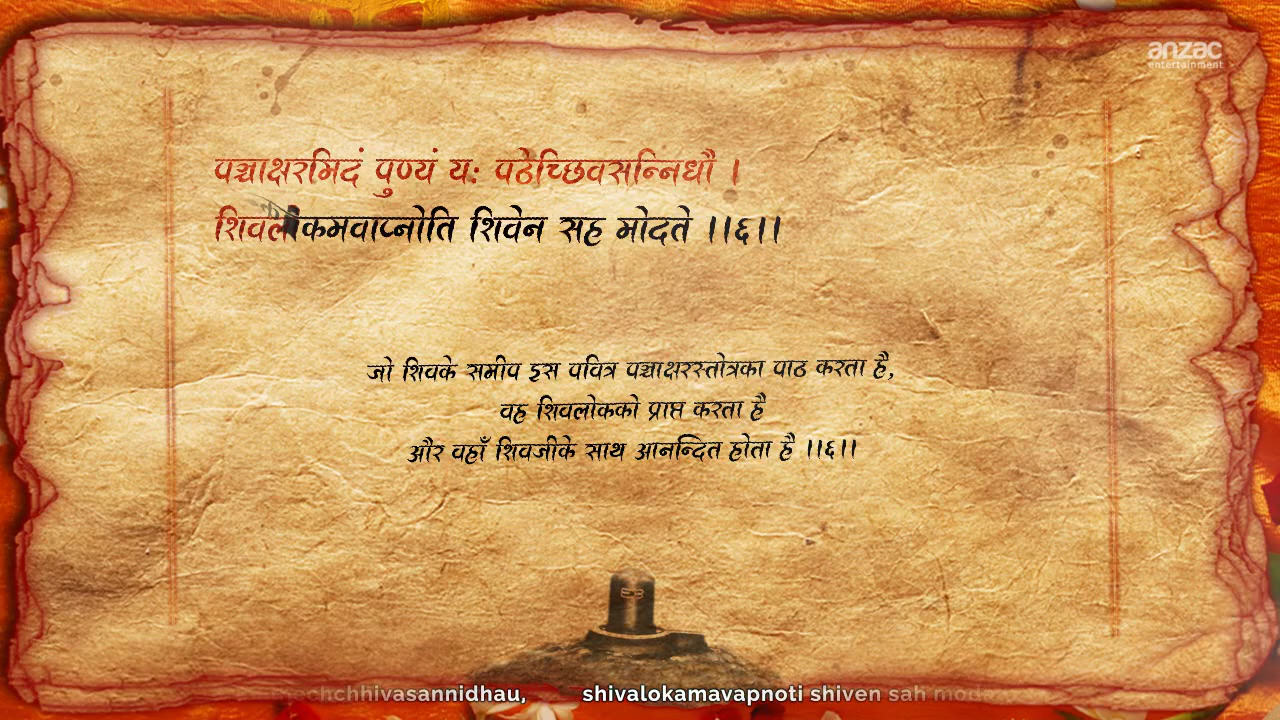 anzac
entertainment
पञ्चाक्षरमिदं पुण्यं यः पठेच्छिवसन्निधौ ।
शिवलोकमवाप्नोति शिवेन सह मोदते ।।६।।
जो शिवके समीप इस पवित्र पञ्चाक्षरस्तोत्रका पाठ करता है,
वह शिवलोकको प्राप्त करता है
और वहाँ शिवजीके साथ आनन्दित होता है ।।६।।
shivalokamavapnoti shiven sah